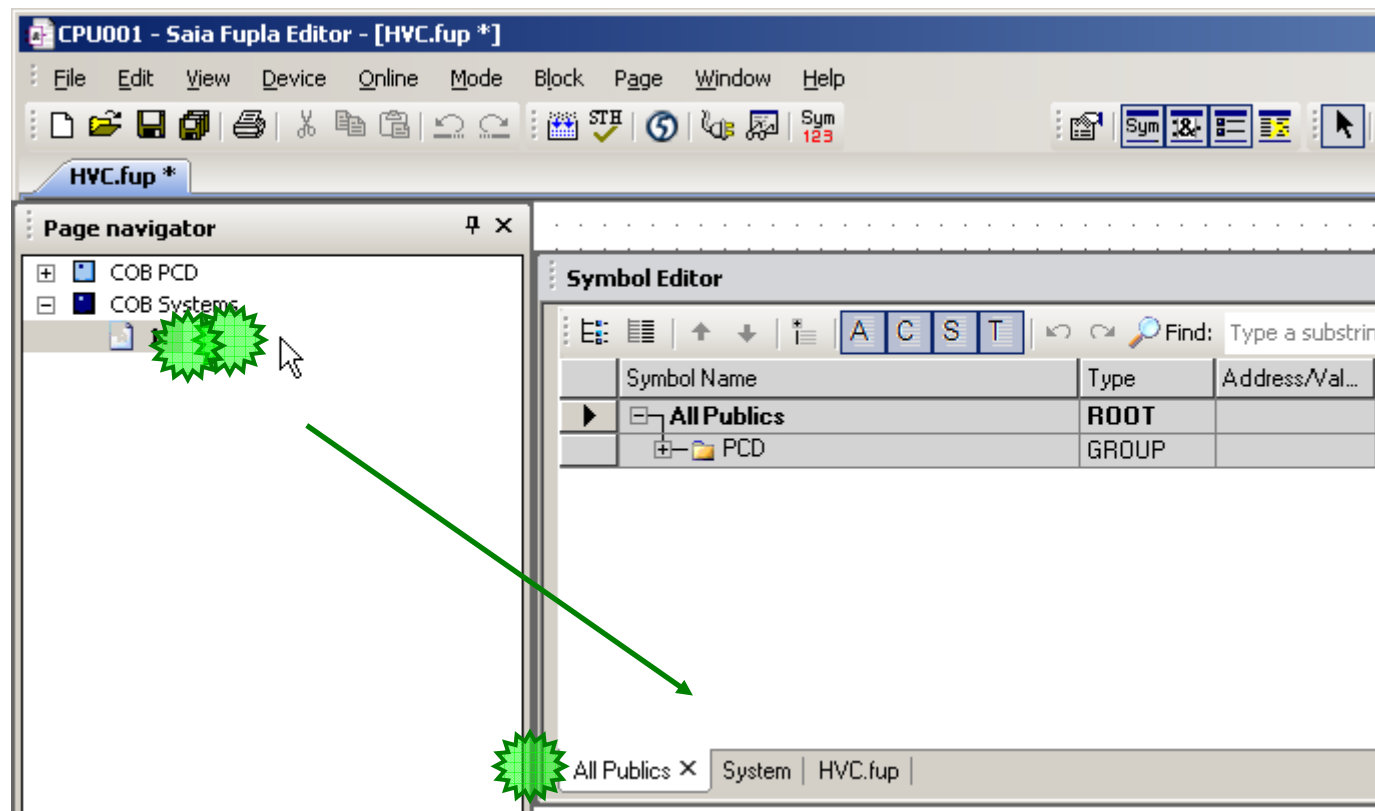 CPU001 - Saia Fupla Editor - [HVC.fup *]
File Edit View Device Online Mode Block Page Window Help
STH Sym 123 Sym
HVC.fup *
Page navigator
COB PCD
COB Systems
Symbol Editor
A C S T Find: Type a substrin
Symbol Name Type Address/Val...
All Publics ROOT
PCD GROUP
All Publics System HVC.fup